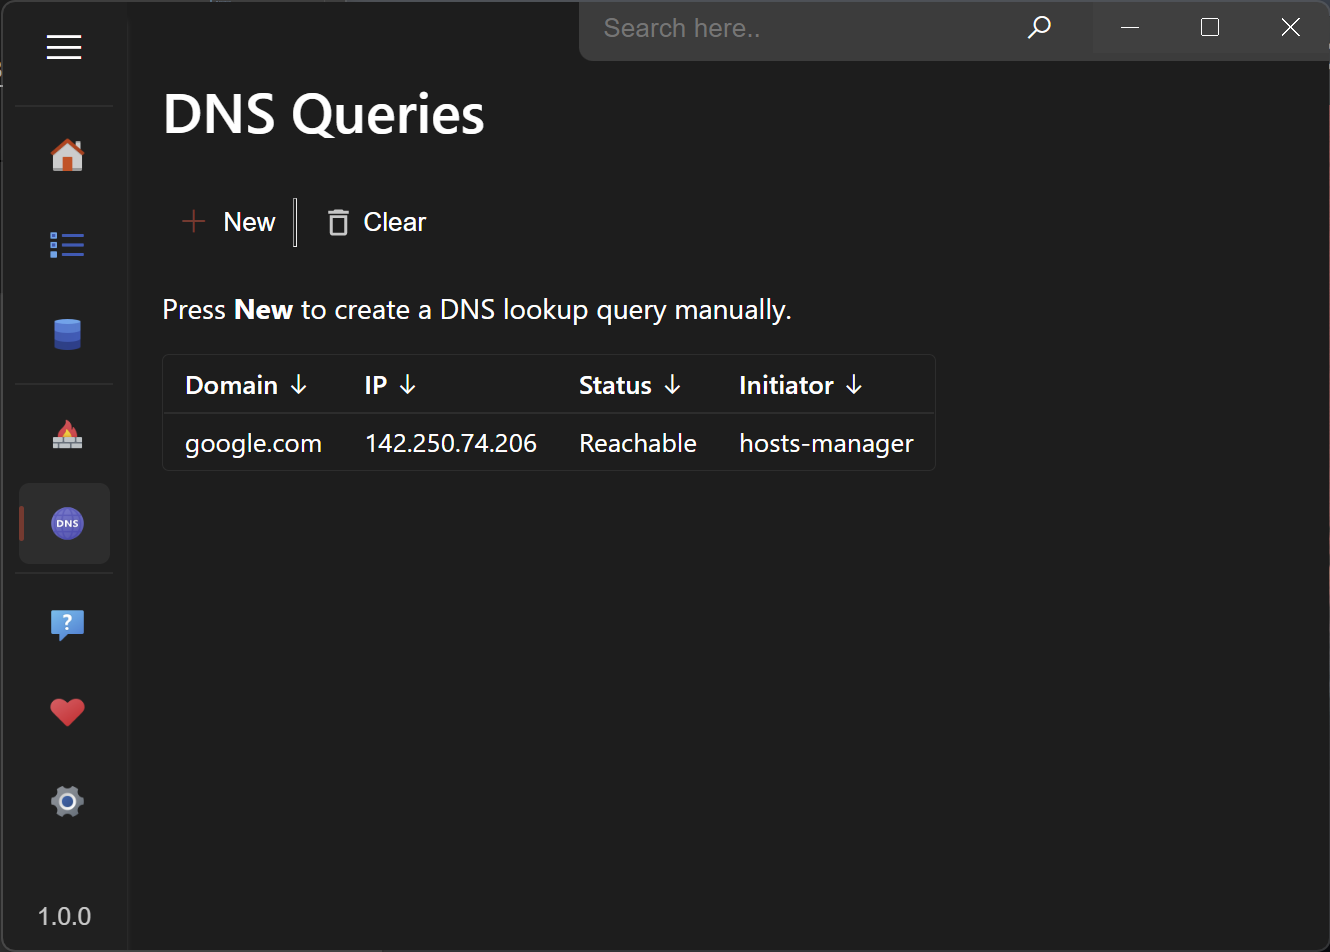 Search here..
DNS Queries
New
Clear
Press New to create a DNS lookup query manually.
Domain ↓ IP ↓ Status ↓ Initiator ↓
google.com 142.250.74.206 Reachable hosts-manager
DNS
?
1.0.0